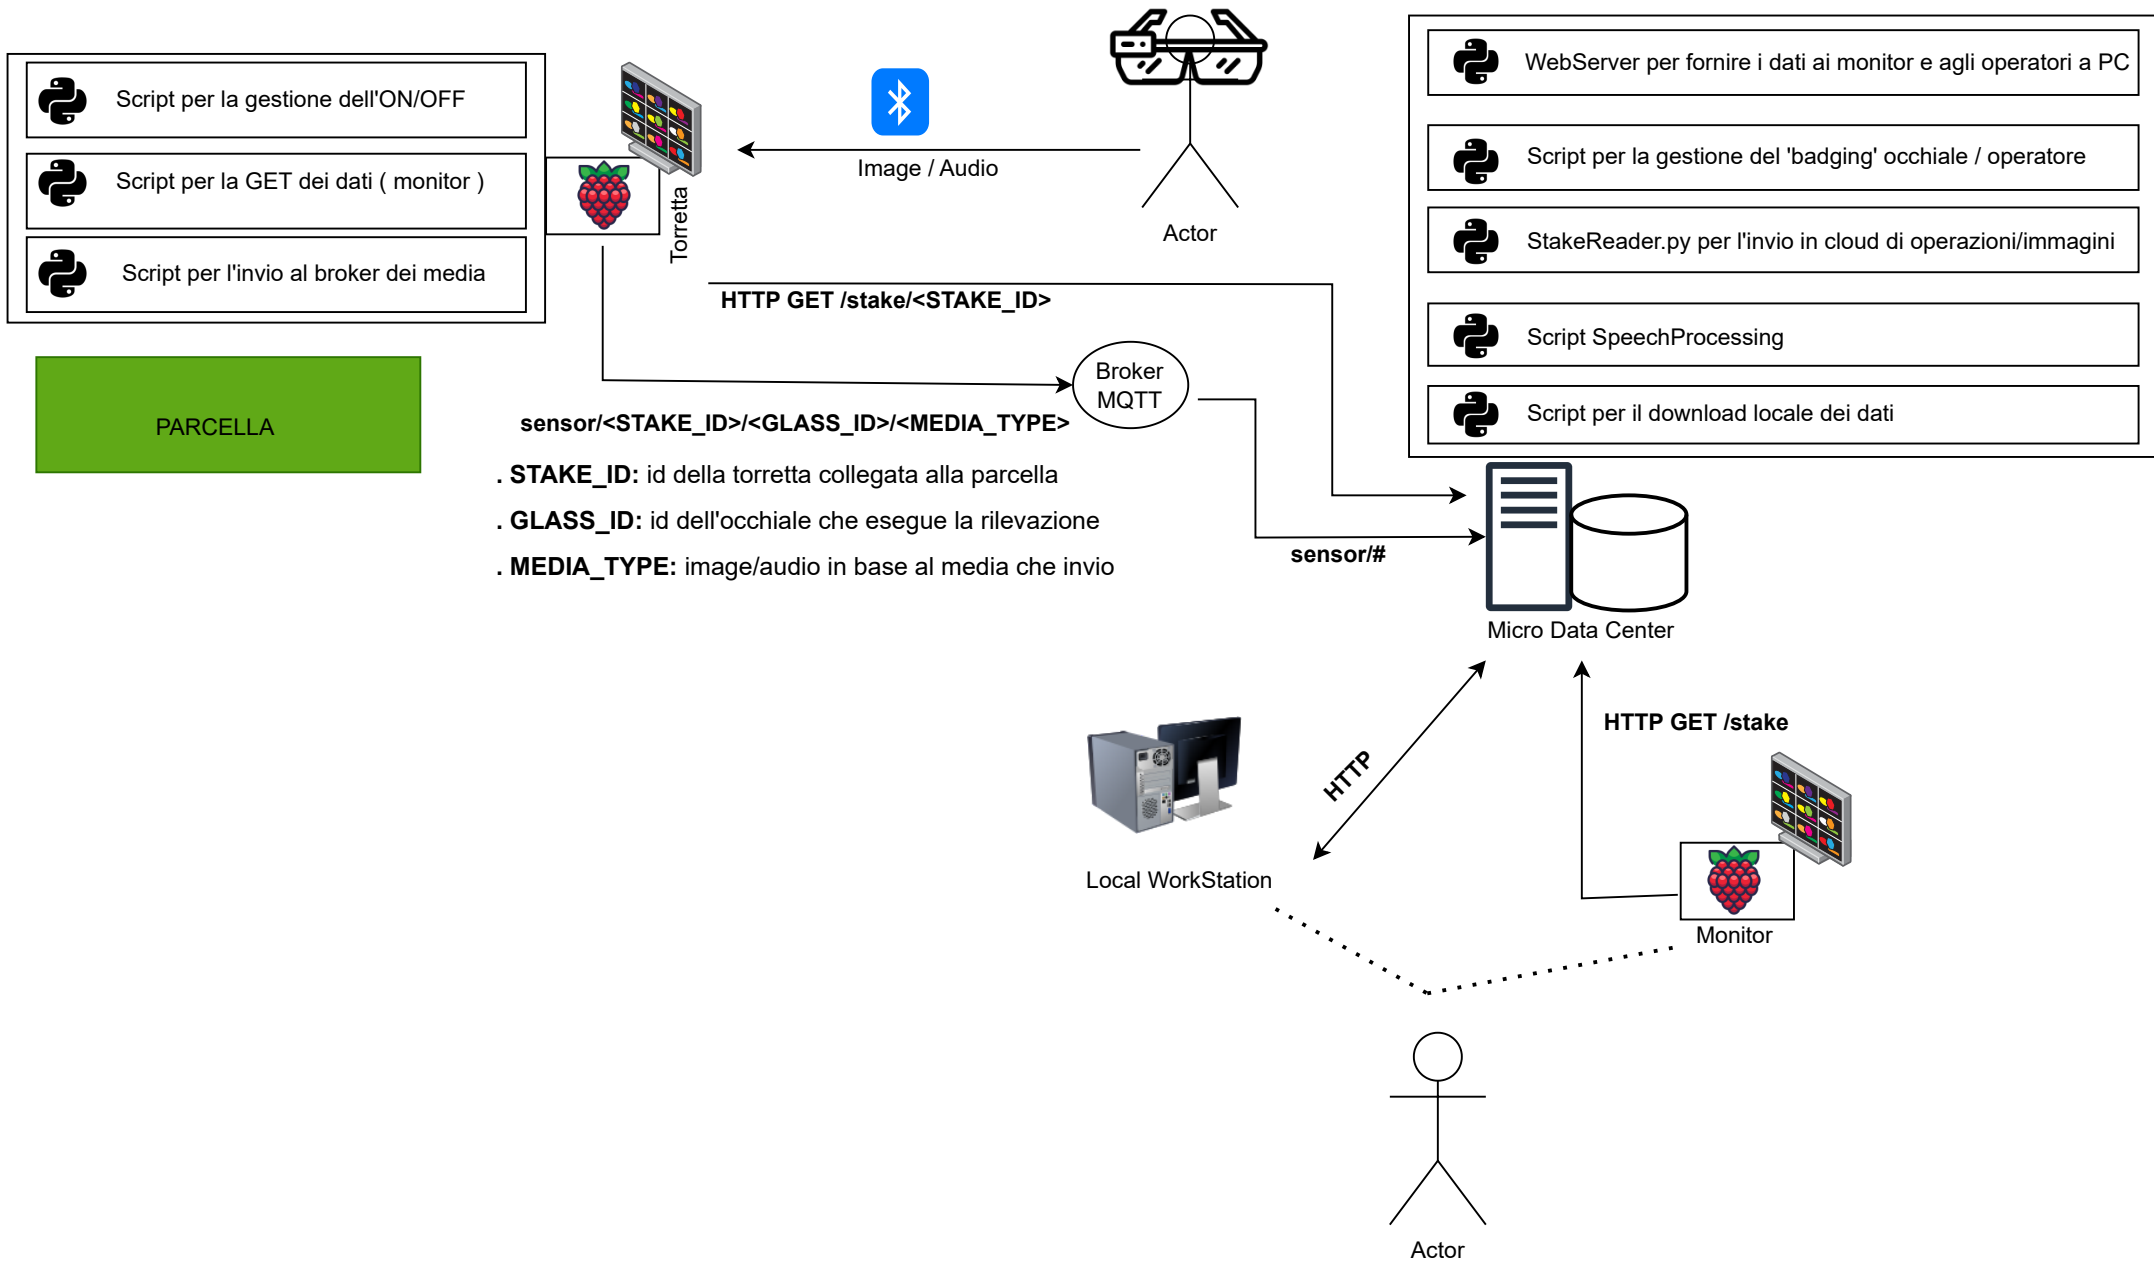 Script per la gestione dell'ON/OFF
Script per la GET dei dati ( monitor )
Script per l'invio al broker dei media
Torretta
Image / Audio
Actor
WebServer per fornire i dati ai monitor e agli operatori a PC
Script per la gestione del 'badging' occhiale / operatore
StakeReader.py per l'invio in cloud di operazioni/immagini
Script SpeechProcessing
Script per il download locale dei dati
HTTP GET /stake/<STAKE_ID>
Broker
MQTT
PARCELLA
sensor/<STAKE_ID>/<GLASS_ID>/<MEDIA_TYPE>
. STAKE_ID: id della torretta collegata alla parcella
. GLASS_ID: id dell'occhiale che esegue la rilevazione
. MEDIA_TYPE: image/audio in base al media che invio
sensor/#
Micro Data Center
HTTP
HTTP GET /stake
Local WorkStation
Monitor
Actor